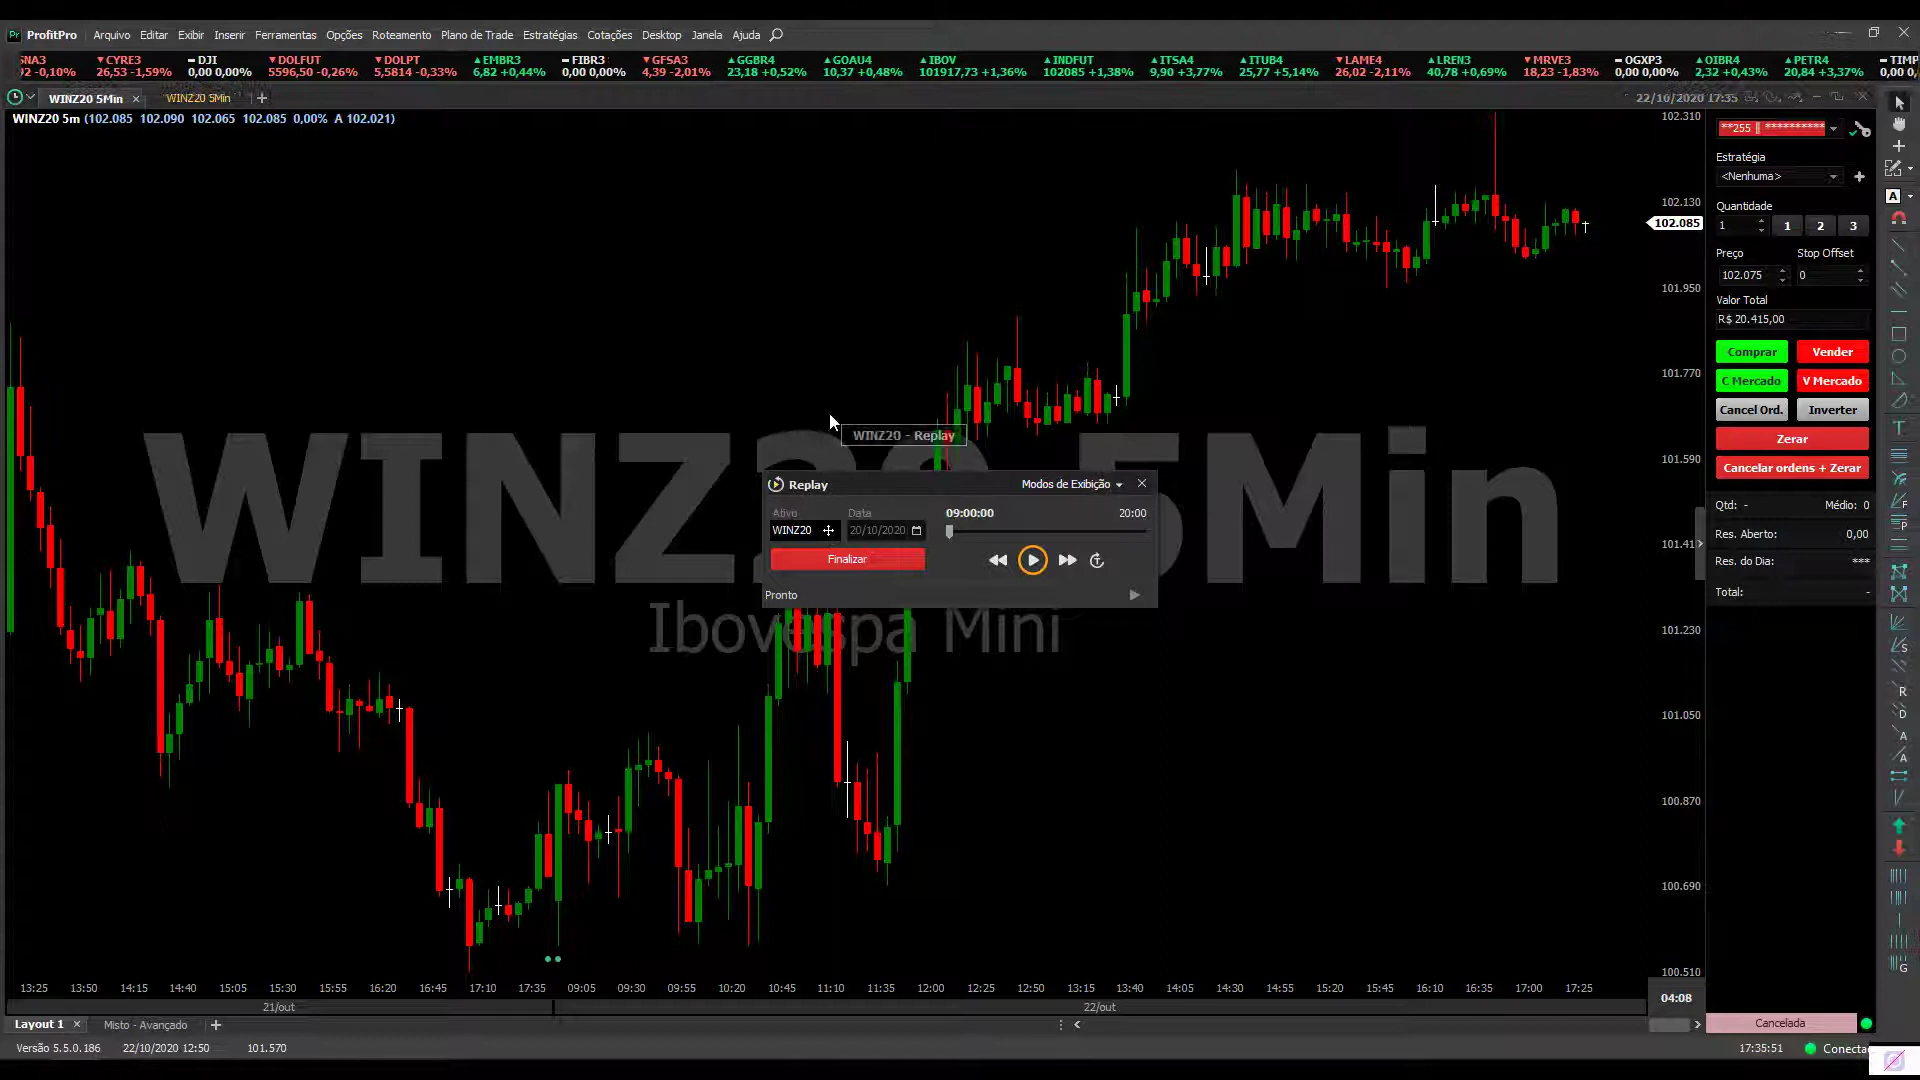 ProfitPro Arquivo Editar Exibir Inserir Ferramentas Opções Roteamento Plano de Trade Estratégias Cotações Desktop Janela Ajuda
CYRE3 DJI DOLFUT DOLPT EMBR3 FIBR3 GFSA3 GGBR4 GOAU4 IBOV INDFUT ITSA4 ITUB4 LAME4 LREN3 MRVE3 OGXP3 OIBR4 PETR4
-0,10% 26,53 -1,59% 0,00 0,00% 5596,50 -0,26% 5,5814 -0,33% 6,82 +0,44% 0,00 0,00% 4,39 -2,01% 23,18 +0,52% 10,37 +0,48% 101917,73 +1,36% 102085 +1,38% 9,90 +3,77% 25,77 +5,14% 26,02 -2,11% 40,78 +0,69% 18,23 -1,83% 0,00 0,00% 2,32 +0,43% 20,84 +3,37%
WINZ20 5Min WINZ20 5Min 22/10/2020 17:35
WINZ20 5m (102.085 102.090 102.065 102.085 0,00% A 102.021)
102.310
102.130
102.085
101.950
101.770
101.590
101.41
101.230
101.050
100.870
100.690
100.510
WINZ20 5Min
Ibovespa Mini
WINZ20 - Replay
Replay Modos de Exibição
Ativo Data 09:00:00 20:00
WINZ20 20/10/2020
Finalizar
Pronto
**255 | **********
Estratégia
<Nenhuma>
Quantidade
1 1 2 3
Preço Stop Offset
102.075 0
Valor Total
R$ 20.415,00
Comprar Vender
C Mercado V Mercado
Cancel Ord. Inverter
Zerar
Cancelar ordens + Zerar
Qtd: - Médio: 0
Res. Aberto: 0,00
Res. do Dia: ***
Total: -
13:25 13:50 14:15 14:40 15:05 15:30 15:55 16:20 16:45 17:10 17:35 09:05 09:30 09:55 10:20 10:45 11:10 11:35 12:00 12:25 12:50 13:15 13:40 14:05 14:30 14:55 15:20 15:45 16:10 16:35 17:00 17:25
04:08
21/out 22/out
Layout 1 Misto - Avançado
Cancelada
Versão 5.5.0.186 22/10/2020 12:50 101.570 17:35:51 Conecta